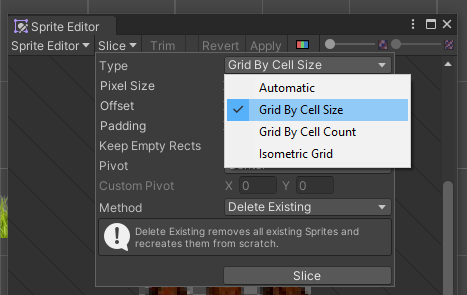 Sprite Editor
Sprite Editor Slice Trim Revert Apply
Type Grid By Cell Size
Pixel Size
Automatic
Offset
Grid By Cell Size
Padding
Grid By Cell Count
Keep Empty Rects
Isometric Grid
Pivot
Custom Pivot X 0 Y 0
Method Delete Existing
Delete Existing removes all existing Sprites and
recreates them from scratch.
Slice